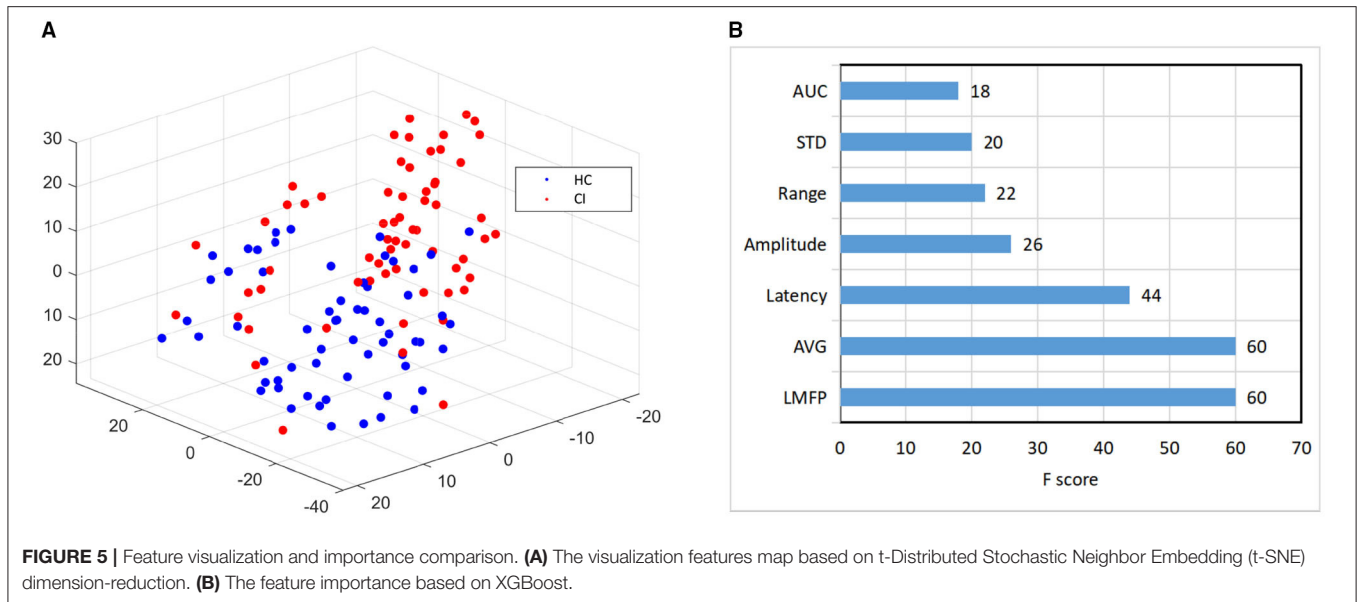 A
30
20
10
0
10
20
20
0
-20
-40
20
10
0
-10
-20
HC
CI
B
AUC
18
STD
20
Range
22
Amplitude
26
Latency
44
AVG
60
LMFP
60
0 10 20 30 40 50 60 70
F score
FIGURE 5 | Feature visualization and importance comparison. (A) The visualization features map based on t-Distributed Stochastic Neighbor Embedding (t-SNE)
dimension-reduction. (B) The feature importance based on XGBoost.